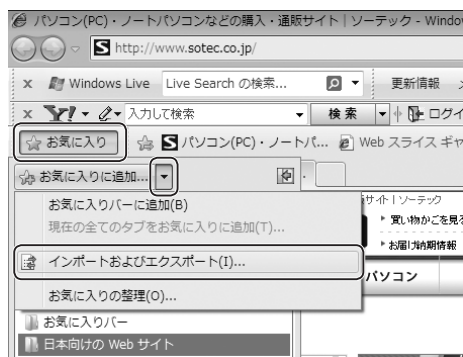 パソコン(PC)・ノートパソコンなどの購入・通販サイト | ソーテック - Windo
S http://www.sotec.co.jp/
x Windows Live Live Search の検索... 更新情報
x Y! 入力して検索 検索 ログイ
お気に入り S パソコン(PC)・ノートパ... Web スライス ギャ
お気に入りに追加...
サイト | ソーテック
お気に入りバーに追加(B)
買い物かごを見る
現在の全てのタブをお気に入りに追加(T)...
お届け納期情報
インポートおよびエクスポート(I)...
パソコン
お気に入りの整理(O)...
お気に入りバー
日本向けの Web サイト